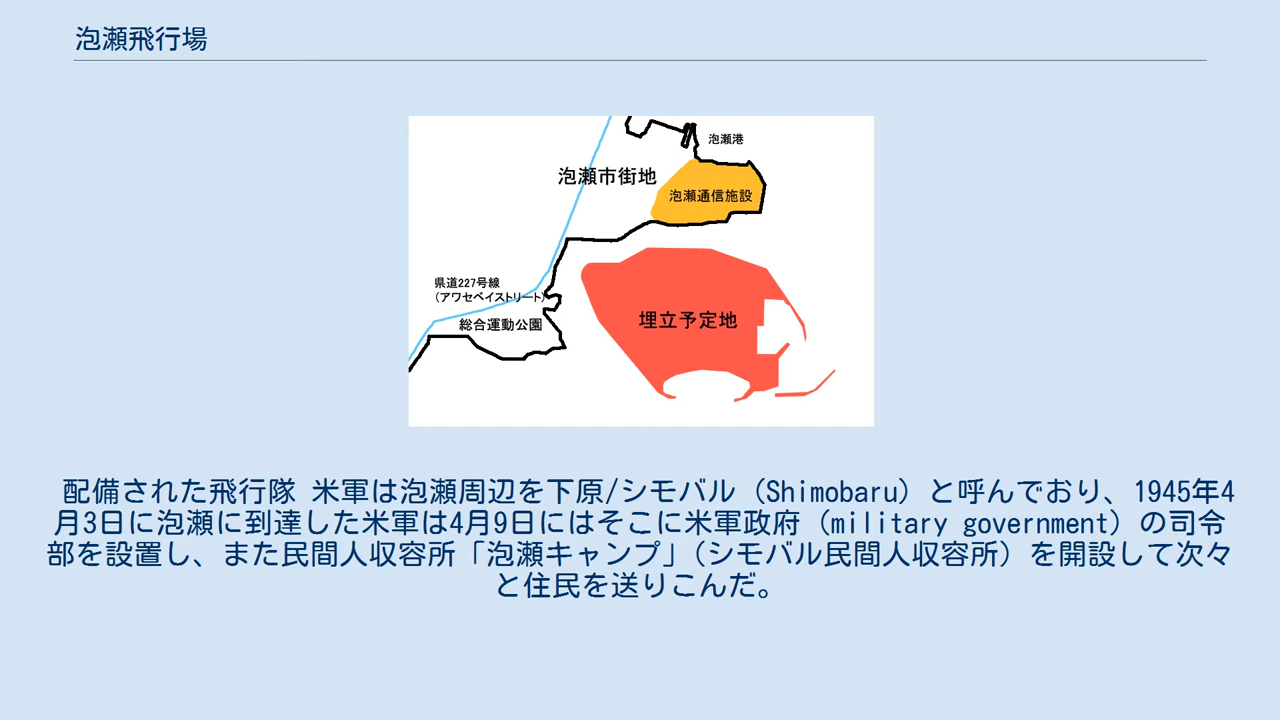 泡瀬飛行場
泡瀬港
泡瀬市街地
泡瀬通信施設
県道227号線
(アワセベイストリート)
総合運動公園
埋立予定地
配備された飛行隊 米軍は泡瀬周辺を下原/シモバル (Shimobaru) と呼んでおり、1945年4
月3日に泡瀬に到達した米軍は4月9日にはそこに米軍政府 (military government) の司令
部を設置し、また民間人収容所「泡瀬キャンプ」(シモバル民間人収容所) を開設して次々
と住民を送りこんだ。